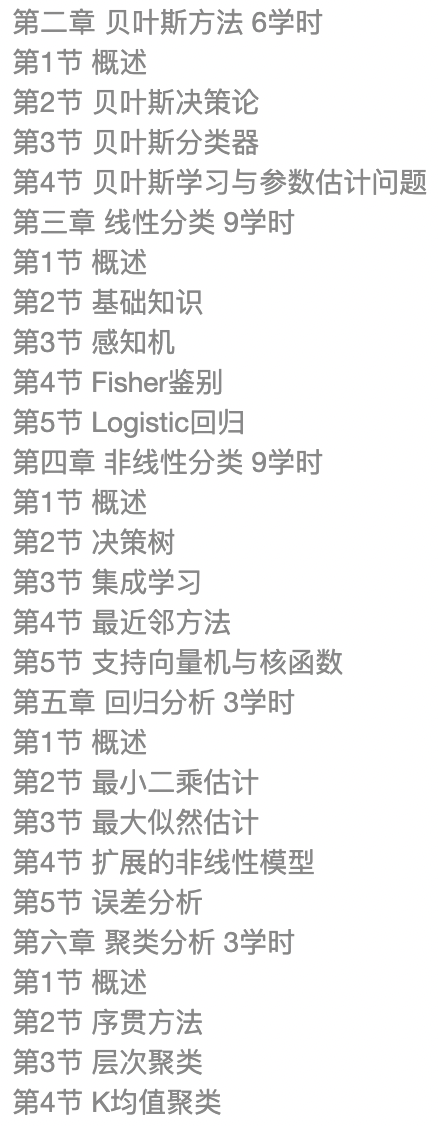 第二章 贝叶斯方法 6学时
第1节 概述
第2节 贝叶斯决策论
第3节 贝叶斯分类器
第4节 贝叶斯学习与参数估计问题
第三章 线性分类 9学时
第1节 概述
第2节 基础知识
第3节 感知机
第4节 Fisher鉴别
第5节 Logistic回归
第四章 非线性分类 9学时
第1节 概述
第2节 决策树
第3节 集成学习
第4节 最近邻方法
第5节 支持向量机与核函数
第五章 回归分析 3学时
第1节 概述
第2节 最小二乘估计
第3节 最大似然估计
第4节 扩展的非线性模型
第5节 误差分析
第六章 聚类分析 3学时
第1节 概述
第2节 序贯方法
第3节 层次聚类
第4节 K均值聚类